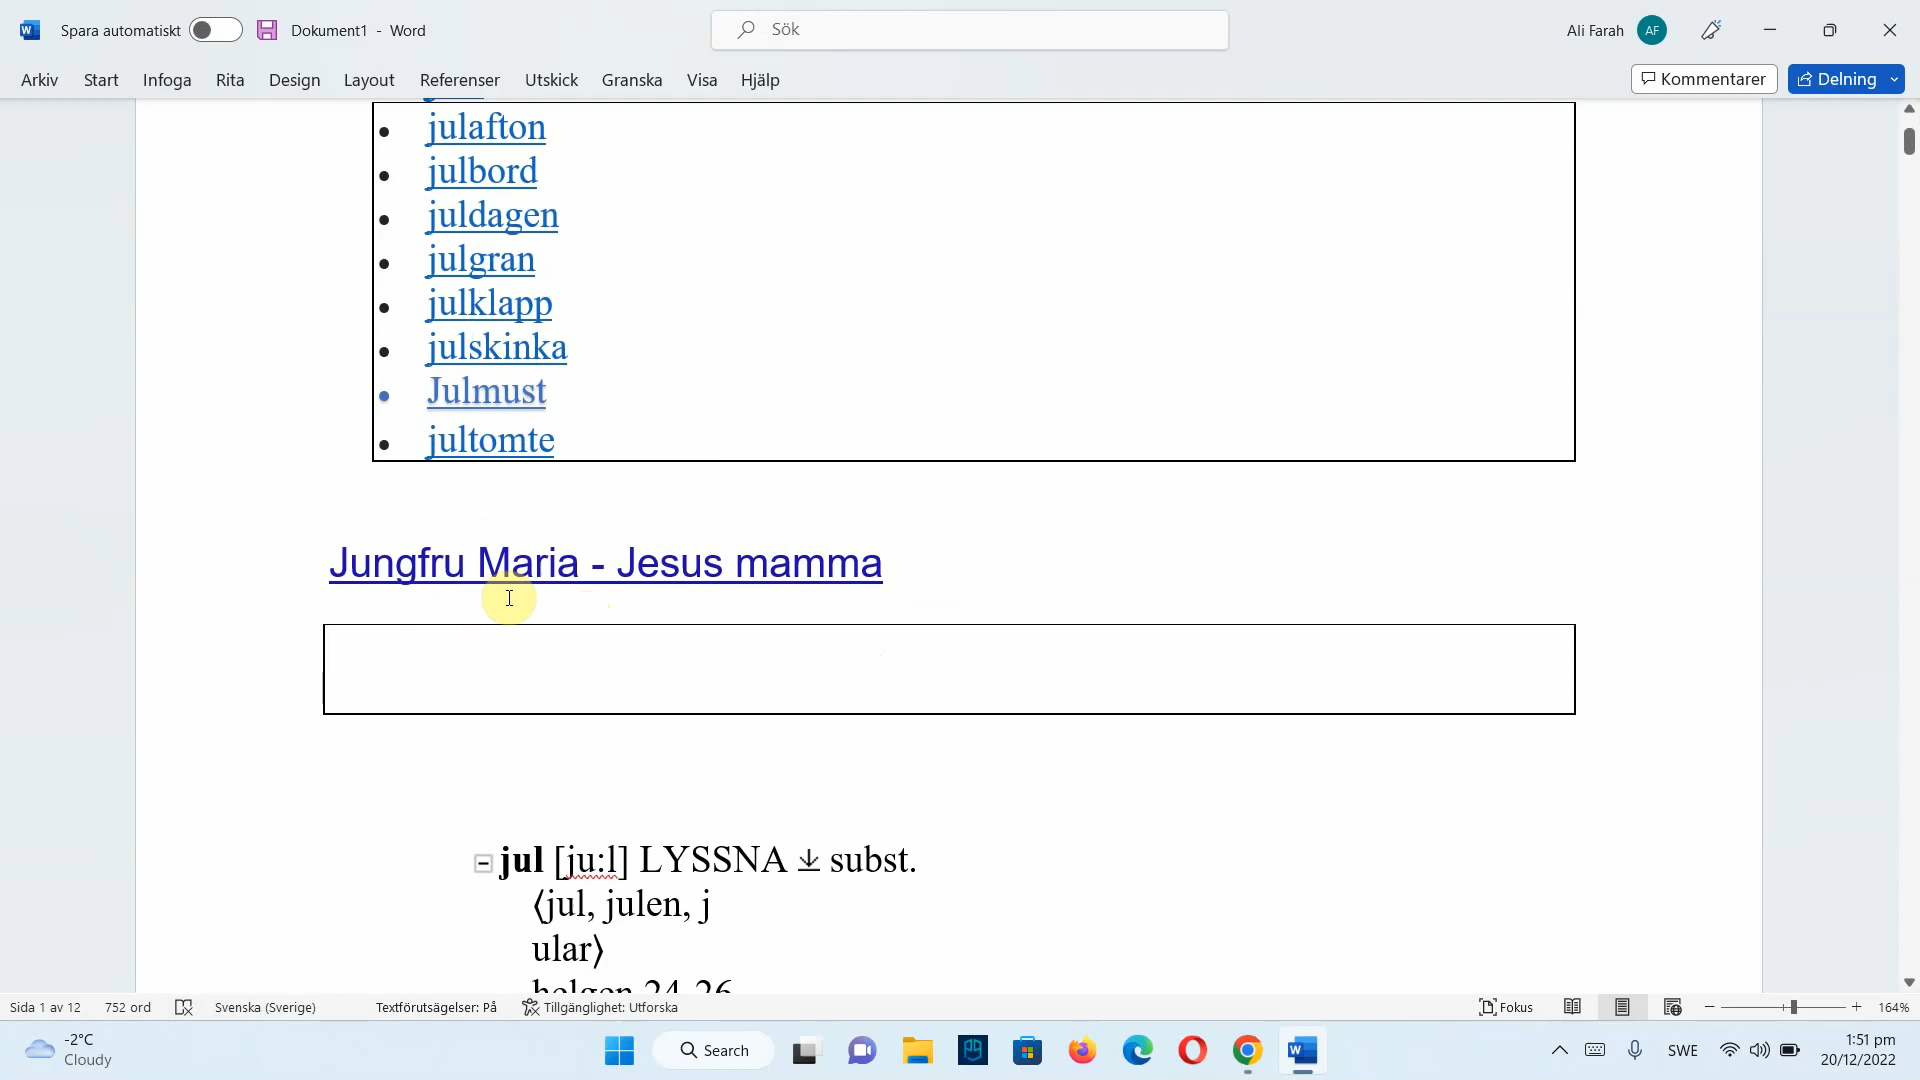 Spara automatiskt
Dokument1 - Word
Sök
Ali Farah
AF
Arkiv
Start
Infoga
Rita
Design
Layout
Referenser
Utskick
Granska
Visa
Hjälp
Kommentarer
Delning
julafton
julbord
juldagen
julgran
julklapp
julskinka
Julmust
jultomte
Jungfru Maria - Jesus mamma
jul [ju:l] LYSSNA subst.
⟨jul, julen, j
ular⟩
helgen 24-26
Sida 1 av 12
752 ord
Svenska (Sverige)
Textförutsägelser: På
Tillgänglighet: Utforska
Fokus
164%
-2°C
Cloudy
Search
SWE
1:51 pm
20/12/2022